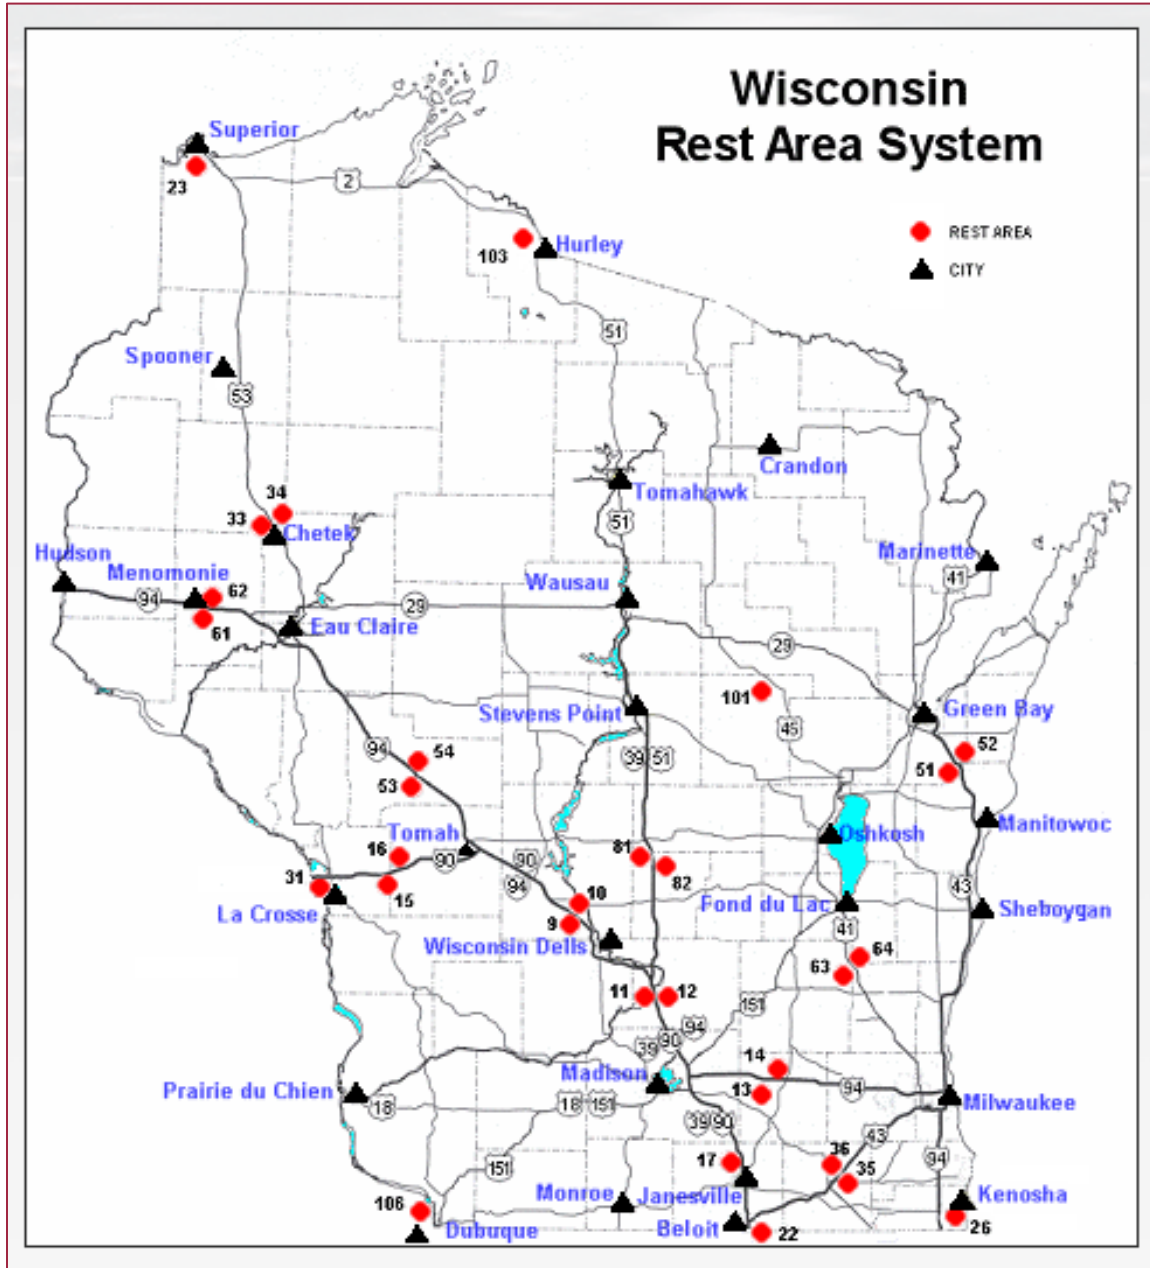 Wisconsin
Rest Area System
REST AREA
CITY
Superior
23
2
103
Hurley
51
Spooner
53
Crandon
Tomahawk
34
33
Chetek
51
Hudson
Menomonie
62
94
61
Eau Claire
29
Wausau
Marinette
41
29
101
Stevens Point
45
Green Bay
94
54
39
51
52
51
53
Tomah
16
90
90
94
Oshkosh
Manitowoc
81
82
31
La Crosse
15
10
9
Wisconsin Dells
Fond du Lac
43
Sheboygan
41
64
63
11
12
151
94
90
39
14
Madison
13
94
Prairie du Chien
18
18
151
Milwaukee
39
90
43
36
94
17
35
151
Monroe
Janesville
Kenosha
106
Dubuque
Beloit
22
26